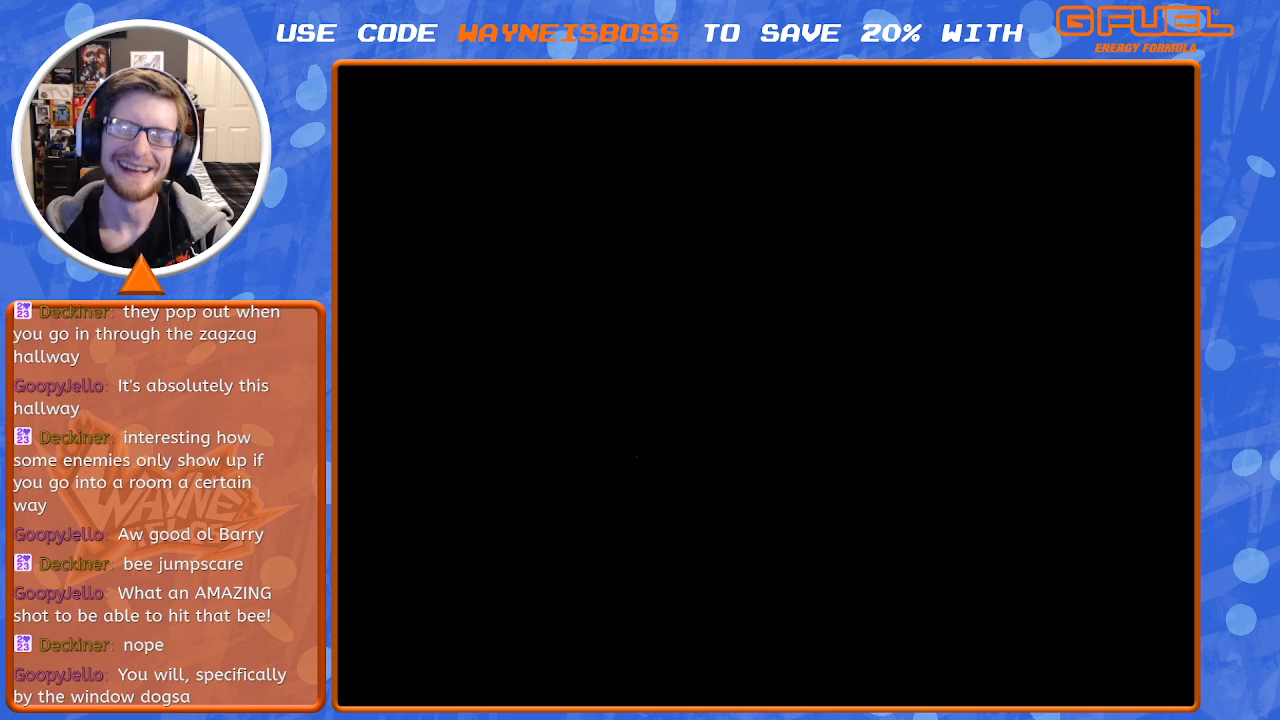 USE CODE WAYNEISBOSS TO SAVE 20% WITH
G FUEL
ENERGY FORMULA
Deckiner: they pop out when
you go in through the zagzag
hallway
GoopyJello: It's absolutely this
hallway
Deckiner: interesting how
some enemies only show up if
you go into a room a certain
way
GoopyJello: Aw good ol Barry
Deckiner: bee jumpscare
GoopyJello: What an AMAZING
shot to be able to hit that bee!
Deckiner: nope
GoopyJello: You will, specifically
by the window dogsa
WAYNE